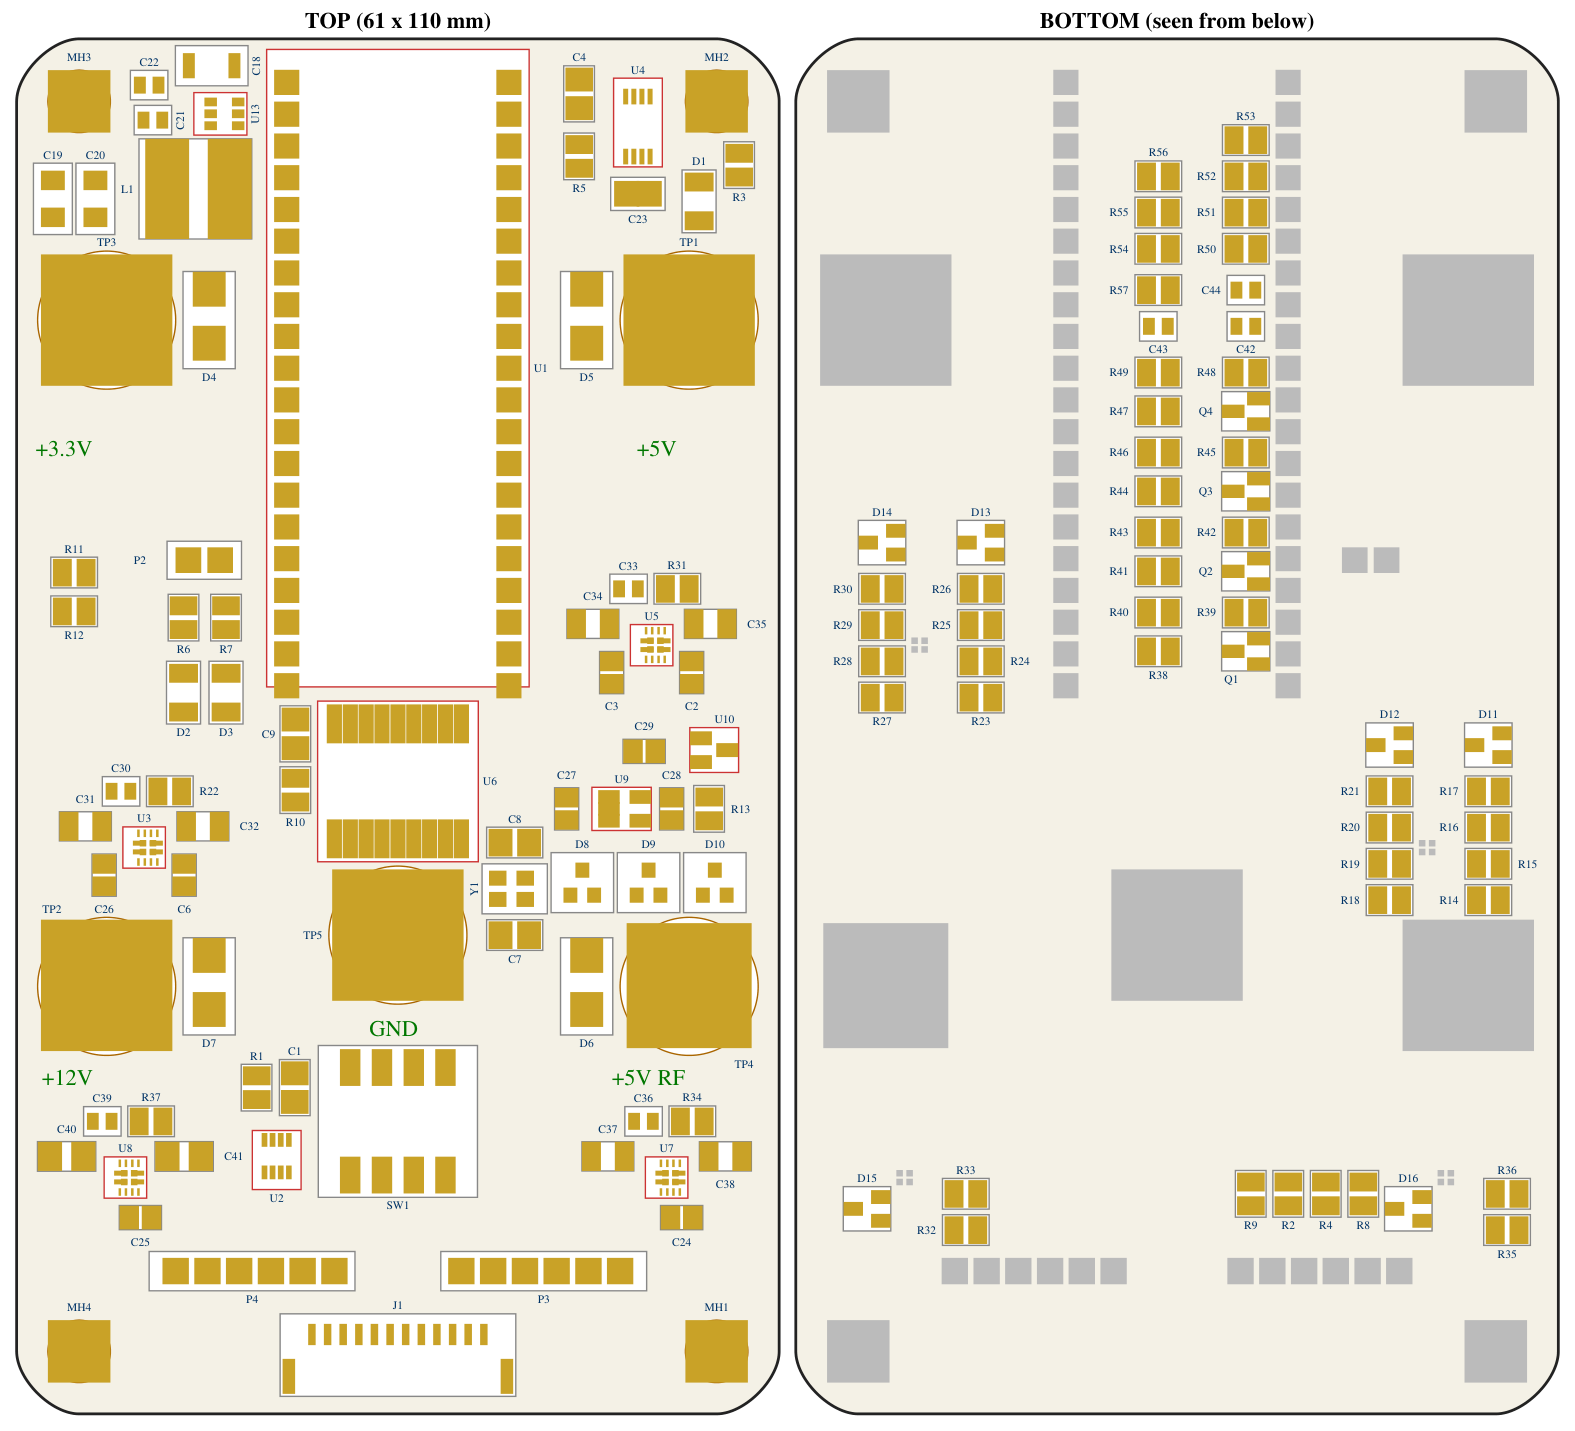 TOP (61 x 110 mm)
BOTTOM (seen from below)
MH3
C22
C18
C4
U4
MH2
C21
U13
C19
C20
L1
R5
D1
R3
C23
TP3
TP1
D4
D5
U1
+3.3V
+5V
R11
P2
R12
R6
R7
C33
R31
C34
U5
C35
C3
C2
D2
D3
C9
C29
U10
U6
C30
R22
C31
U3
C32
R10
C27
U9
C28
R13
C8
D8
D9
D10
Y1
TP2
C26
C6
TP5
C7
GND
D7
D6
TP4
+12V
R1
C1
+5V RF
C39
R37
C40
U8
C41
U2
SW1
C36
R34
C37
U7
C38
C25
C24
P4
P3
MH4
J1
MH1
R53
R56
R52
R55
R51
R54
R50
R57
C44
C43
C42
R49
R48
R47
Q4
R46
R45
R44
Q3
D14
D13
R43
R42
R41
Q2
R30
R26
R40
R39
R29
R25
R28
R24
R38
Q1
R27
R23
D12
D11
R21
R17
R20
R16
R19
R15
R18
R14
D15
R33
R32
R9
R2
R4
R8
D16
R36
R35